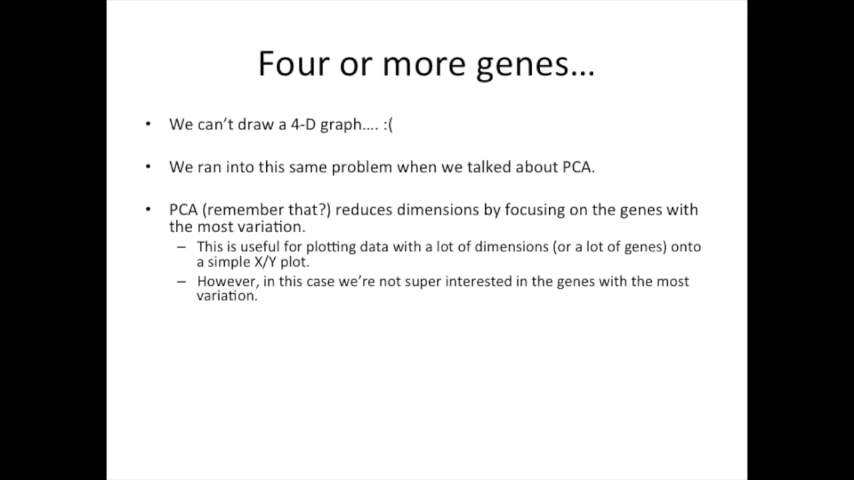 Four or more genes…
• We can’t draw a 4-D graph…. :(
• We ran into this same problem when we talked about PCA.
• PCA (remember that?) reduces dimensions by focusing on the genes with
the most variation.
– This is useful for plotting data with a lot of dimensions (or a lot of genes) onto
a simple X/Y plot.
– However, in this case we’re not super interested in the genes with the most
variation.